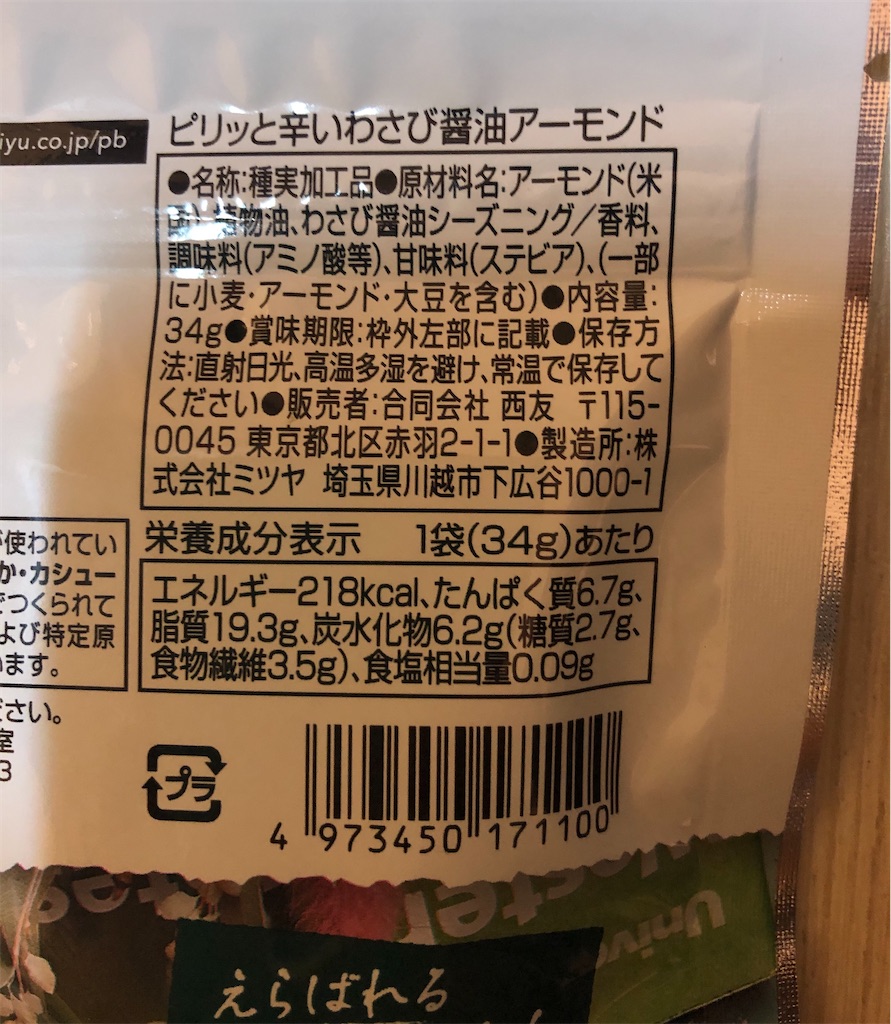 iyu.co.jp/pb
ピリッと辛いわさび醤油アーモンド
●名称:種実加工品●原材料名:アーモンド(米
国)、植物油、わさび醤油シーズニング/香料、
調味料(アミノ酸等)、甘味料(ステビア)、(一部
に小麦・アーモンド・大豆を含む)●内容量:
34g●賞味期限:枠外左部に記載●保存方
法:直射日光、高温多湿を避け、常温で保存して
ください●販売者:合同会社 西友 〒115-
0045 東京都北区赤羽2-1-1●製造所:株
式会社ミツヤ 埼玉県川越市下広谷1000-1
が使われてい
か・カシュー
でつくられて
よび特定原
います。
ださい。
室
3
栄養成分表示 1袋(34g)あたり
エネルギー218kcal、たんぱく質6.7g、
脂質19.3g、炭水化物6.2g(糖質2.7g、
食物繊維3.5g)、食塩相当量0.09g
プラ
4 973450 171100
えらばれる